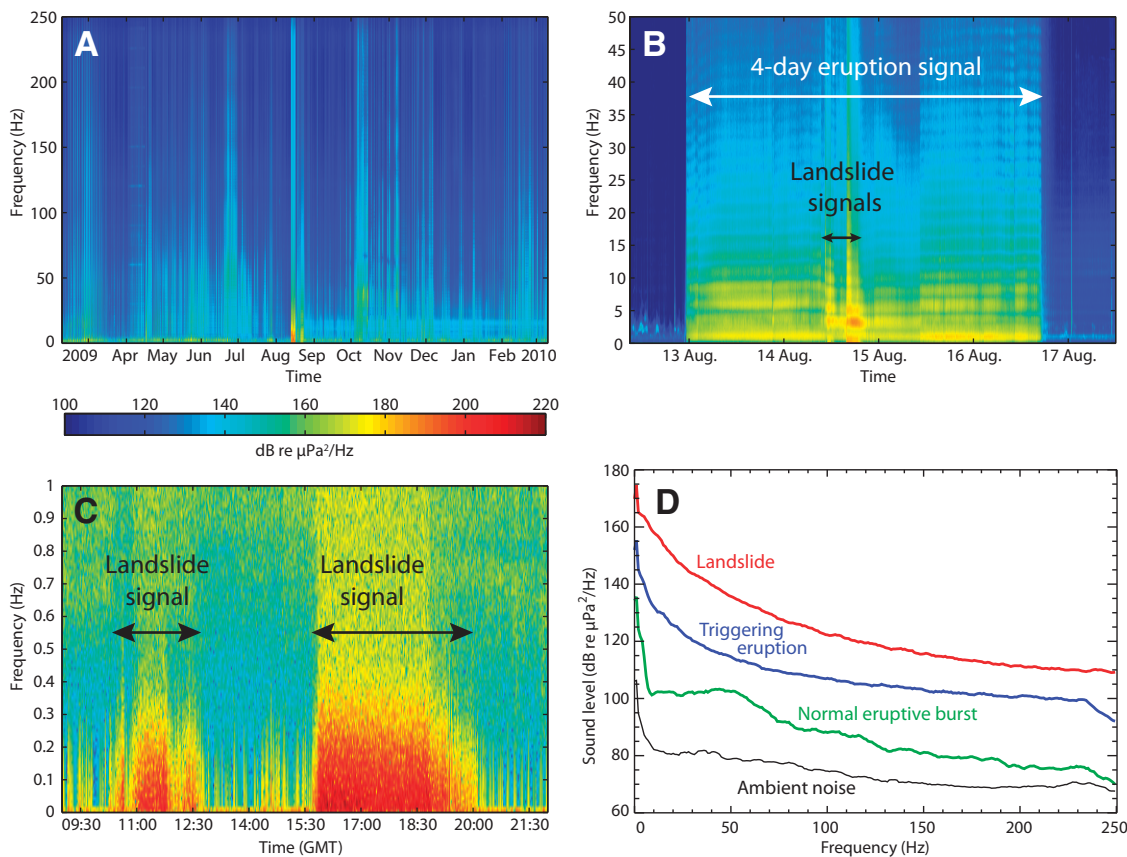 A
250
200
150
100
50
0
Frequency (Hz)
2009 Apr May Jun Jul Aug Sep Oct Nov Dec Jan Feb 2010
Time
B
50
45
40
35
30
25
20
15
10
5
0
Frequency (Hz)
4-day eruption signal
Landslide
signals
13 Aug. 14 Aug. 15 Aug. 16 Aug. 17 Aug.
Time
100 120 140 160 180 200 220
dB re μPa²/Hz
C
1
0.9
0.8
0.7
0.6
0.5
0.4
0.3
0.2
0.1
0
Frequency (Hz)
Landslide
signal
Landslide
signal
09:30 11:00 12:30 14:00 15:30 17:00 18:30 20:00 21:30
Time (GMT)
D
180
160
140
120
100
80
60
Sound level (dB re μPa²/Hz)
Landslide
Triggering
eruption
Normal eruptive burst
Ambient noise
0 50 100 150 200 250
Frequency (Hz)